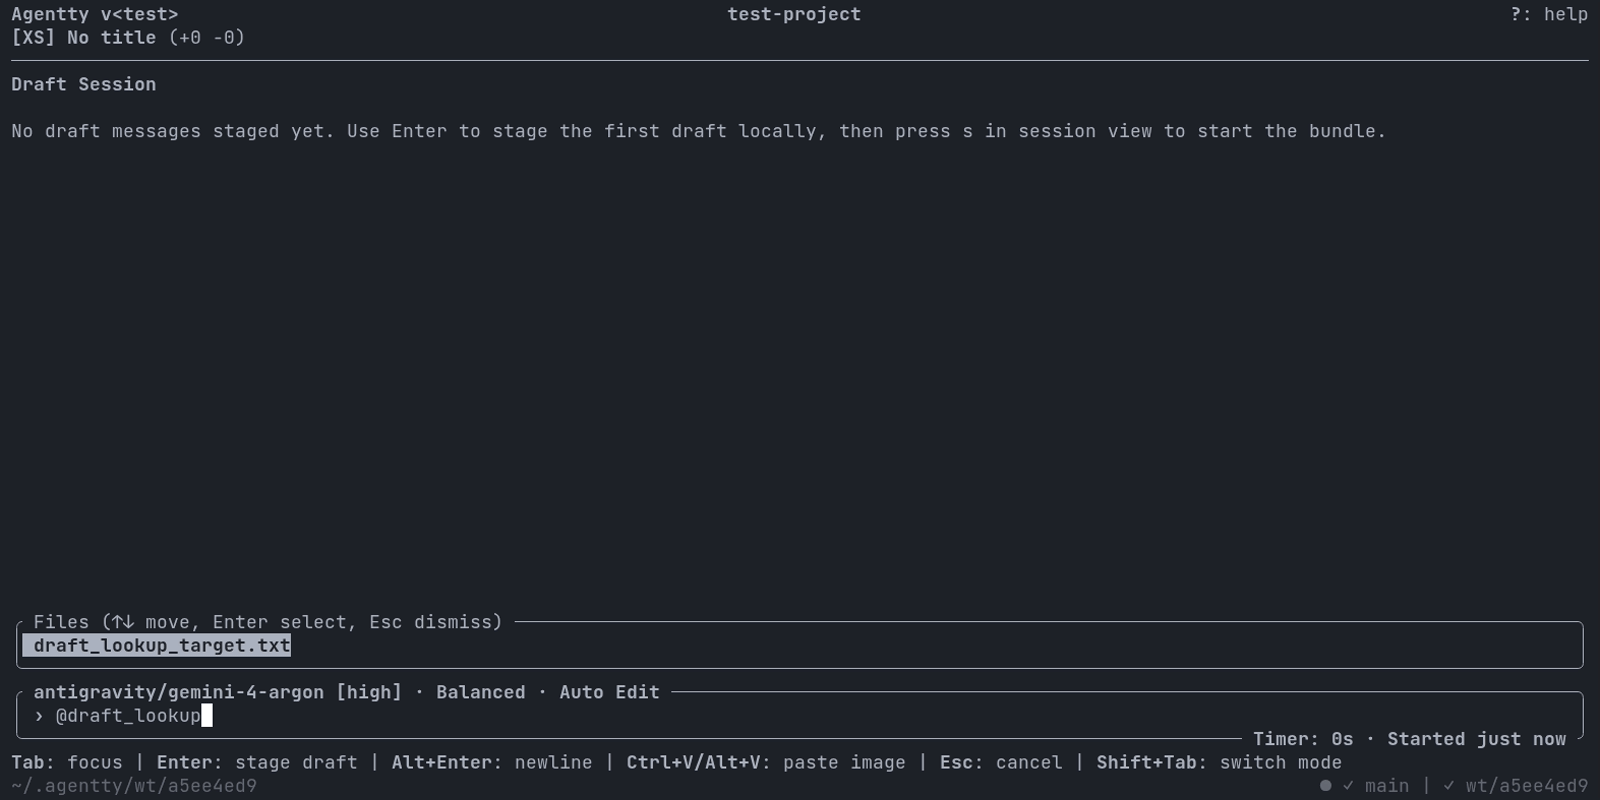 Agentty v<test> test-project ?: help
[XS] No title (+0 -0)
Draft Session
No draft messages staged yet. Use Enter to stage the first draft locally, then press s in session view to start the bundle.
Files (↑↓ move, Enter select, Esc dismiss)
draft_lookup_target.txt
antigravity/gemini-4-argon [high] · Balanced · Auto Edit
› @draft_lookup
Timer: 0s · Started just now
Tab: focus | Enter: stage draft | Alt+Enter: newline | Ctrl+V/Alt+V: paste image | Esc: cancel | Shift+Tab: switch mode
~/.agentty/wt/a5ee4ed9 ● ✓ main | ✓ wt/a5ee4ed9